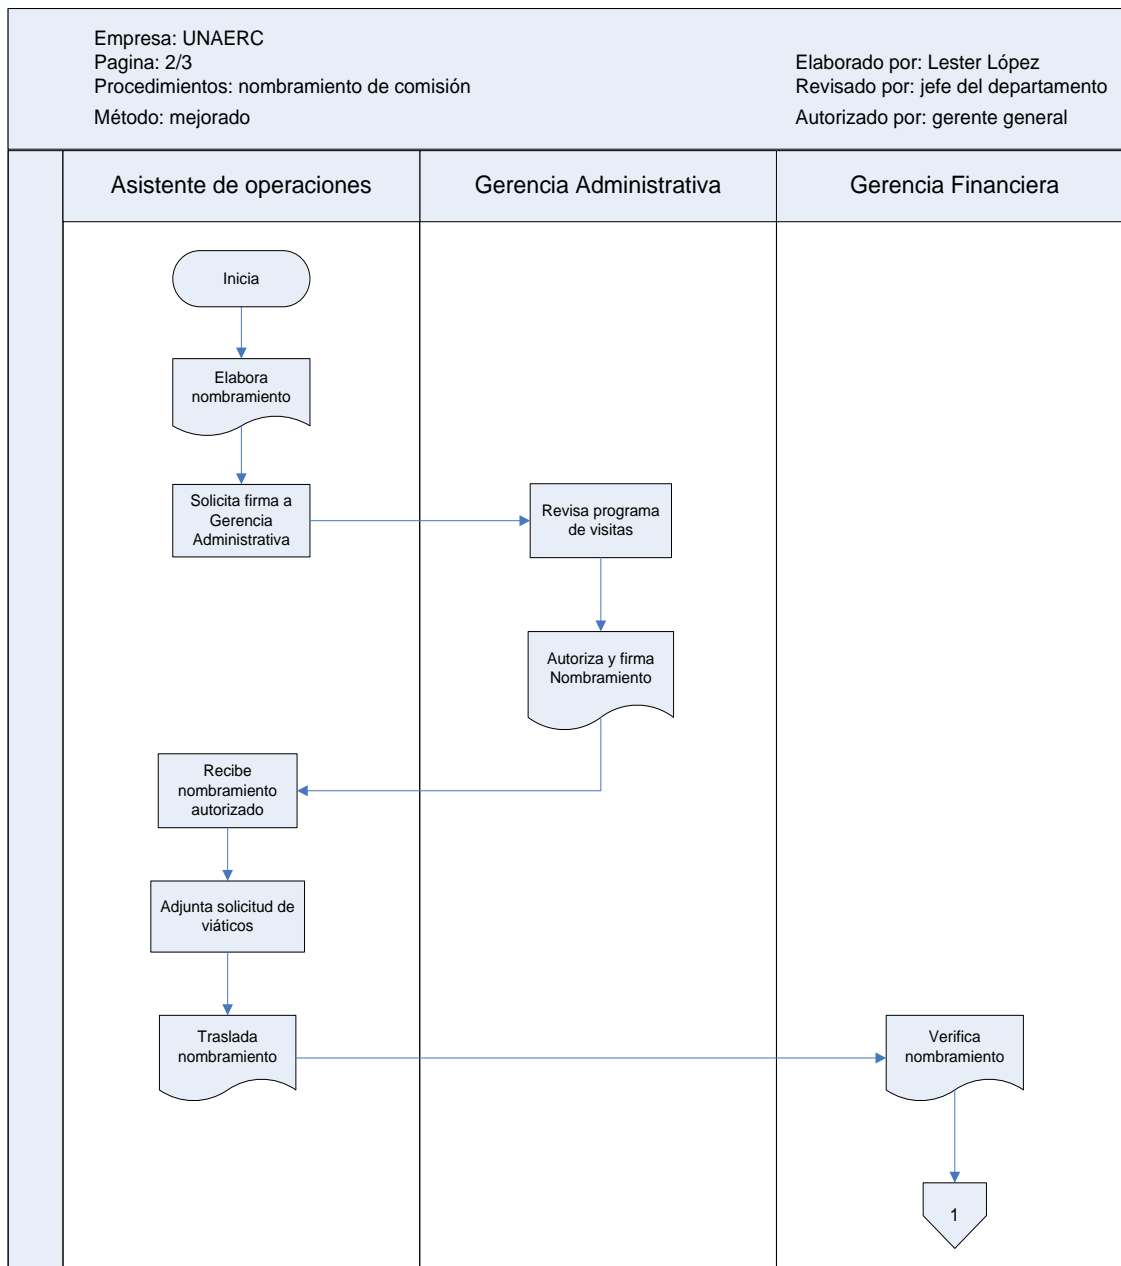 Empresa: UNAERC
Pagina: 2/3
Procedimientos: nombramiento de comisión
Método: mejorado
Elaborado por: Lester López
Revisado por: jefe del departamento
Autorizado por: gerente general
Asistente de operaciones
Gerencia Administrativa
Gerencia Financiera
Inicia
Elabora
nombramiento
Solicita firma a
Gerencia
Administrativa
Revisa programa
de visitas
Autoriza y firma
Nombramiento
Recibe
nombramiento
autorizado
Adjunta solicitud de
viáticos
Traslada
nombramiento
Verifica
nombramiento
1